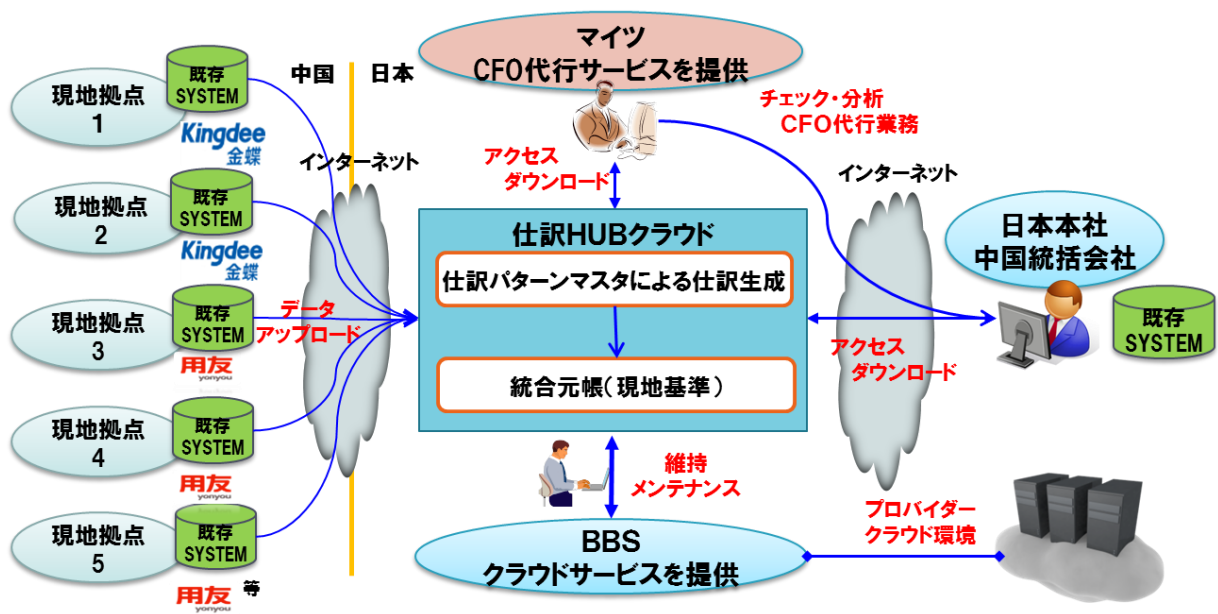 マイツ
CFO代行サービスを提供
中国
日本
現地拠点
1
既存
SYSTEM
Kingdee
金蝶
現地拠点
2
既存
SYSTEM
Kingdee
金蝶
現地拠点
3
既存
SYSTEM
用友
yonyou
現地拠点
4
既存
SYSTEM
用友
yonyou
現地拠点
5
既存
SYSTEM
用友
yonyou
等
インターネット
データ
アップロード
アクセス
ダウンロード
チェック・分析
CFO代行業務
仕訳HUBクラウド
仕訳パターンマスタによる仕訳生成
統合元帳(現地基準)
インターネット
アクセス
ダウンロード
日本本社
中国統括会社
既存
SYSTEM
維持
メンテナンス
BBS
クラウドサービスを提供
プロバイダー
クラウド環境